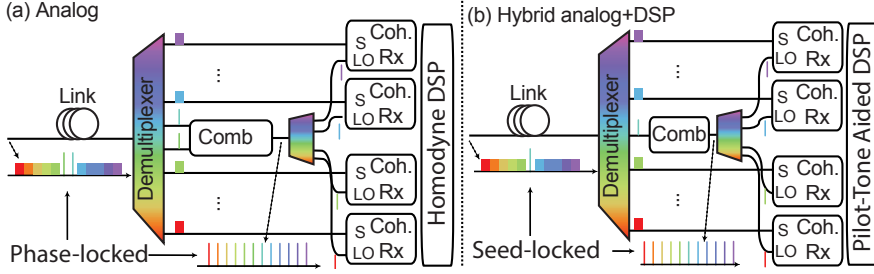 (a) Analog
Link
Demultiplexer
...
Comb
...
S Coh.
LO Rx
S Coh.
LO Rx
S Coh.
LO Rx
S Coh.
LO Rx
Homodyne DSP
Phase-locked
(b) Hybrid analog+DSP
Link
Demultiplexer
...
Comb
...
S Coh.
LO Rx
S Coh.
LO Rx
S Coh.
LO Rx
S Coh.
LO Rx
Pilot-Tone Aided DSP
Seed-locked